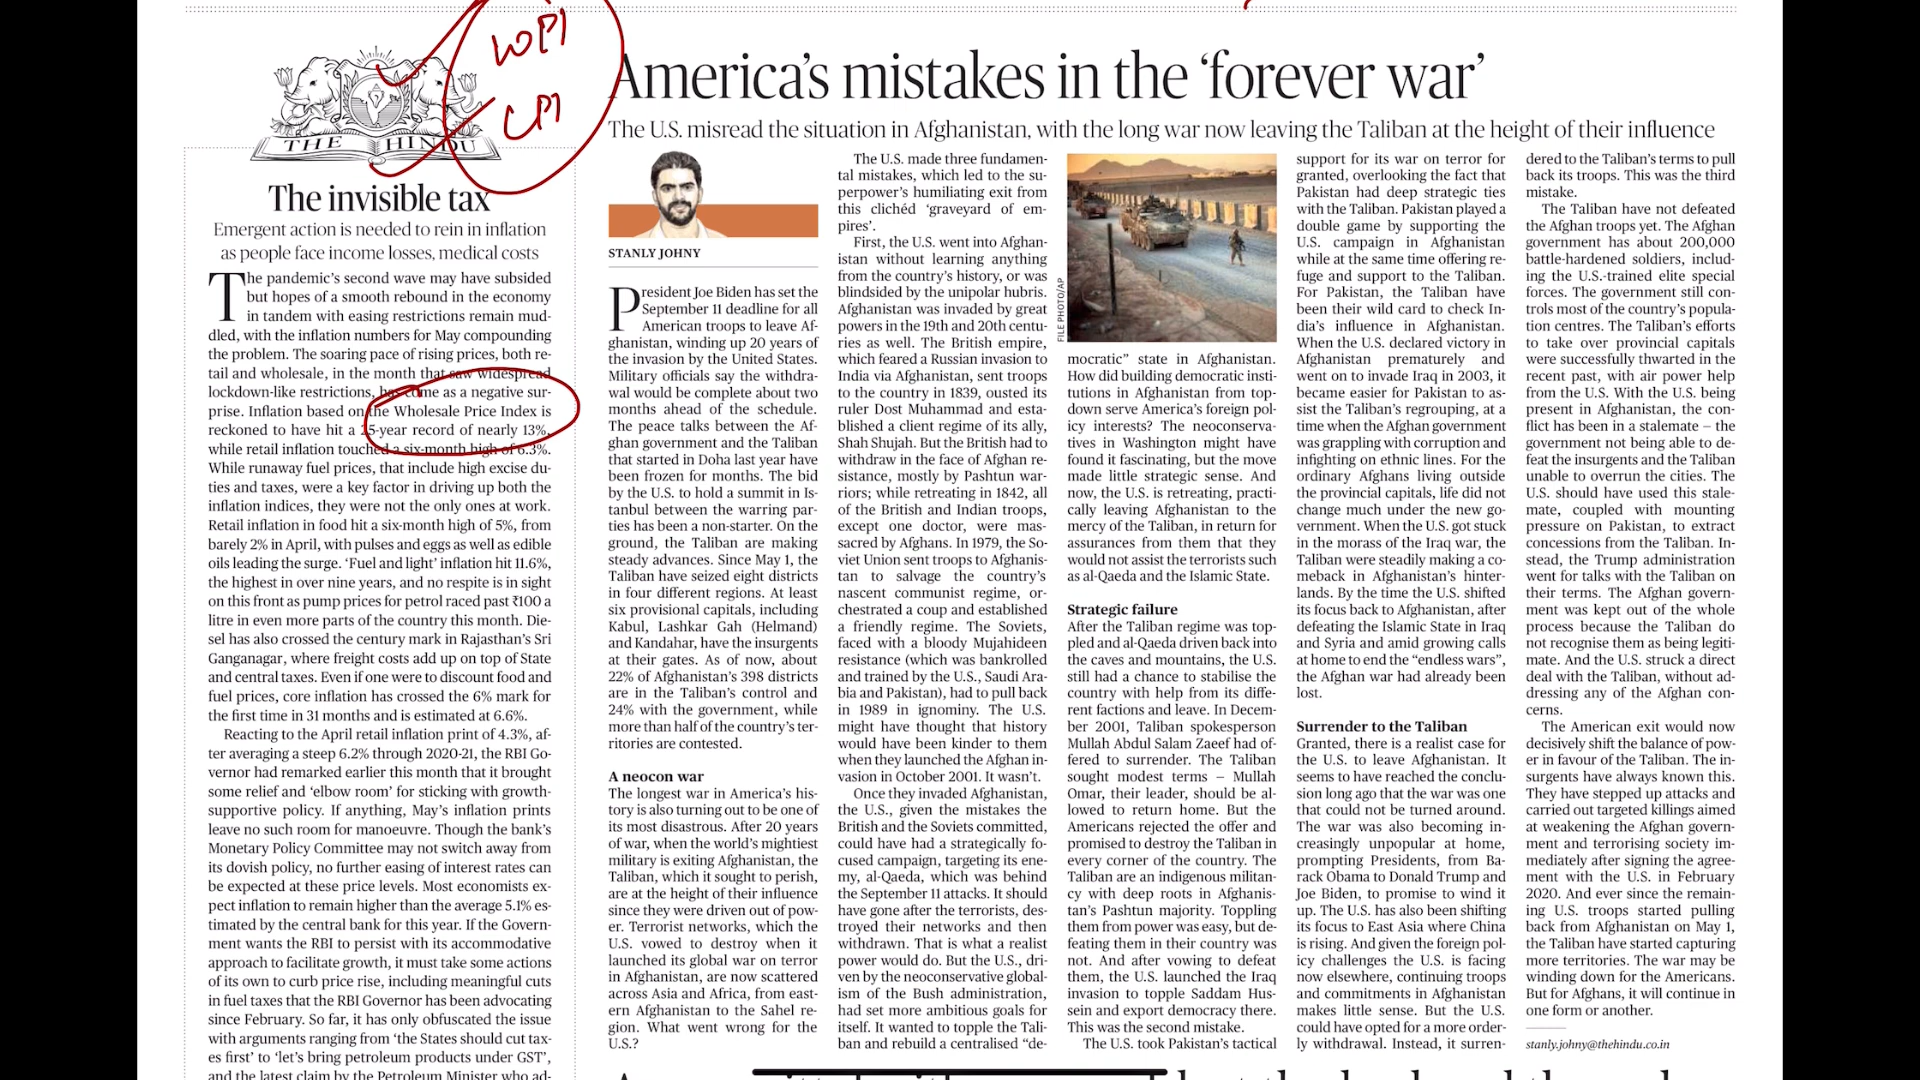 WPI
CPI
THE HINDU
The invisible tax
Emergent action is needed to rein in inflation
as people face income losses, medical costs
The pandemic's second wave may have subsided
but hopes of a smooth rebound in the economy
in tandem with easing restrictions remain mud-
dled, with the inflation numbers for May compounding
the problem. The soaring pace of rising prices, both re-
tail and wholesale, in the month that saw widespread
lockdown-like restrictions, has come as a negative sur-
prise. Inflation based on the Wholesale Price Index is
reckoned to have hit a 25-year record of nearly 13%,
while retail inflation touched a six-month high of 6.3%.
While runaway fuel prices, that include high excise du-
ties and taxes, were a key factor in driving up both the
inflation indices, they were not the only ones at work.
Retail inflation in food hit a six-month high of 5%, from
barely 2% in April, with pulses and eggs as well as edible
oils leading the surge. 'Fuel and light' inflation hit 11.6%,
the highest in over nine years, and no respite is in sight
on this front as pump prices for petrol raced past ₹100 a
litre in even more parts of the country this month. Die-
sel has also crossed the century mark in Rajasthan's Sri
Ganganagar, where freight costs add up on top of State
and central taxes. Even if one were to discount food and
fuel prices, core inflation has crossed the 6% mark for
the first time in 31 months and is estimated at 6.6%.
Reacting to the April retail inflation print of 4.3%, af-
ter averaging a steep 6.2% through 2020-21, the RBI Go-
vernor had remarked earlier this month that it brought
some relief and 'elbow room' for sticking with growth-
supportive policy. If anything, May's inflation prints
leave no such room for manoeuvre. Though the bank's
Monetary Policy Committee may not switch away from
its dovish policy, no further easing of interest rates can
be expected at these price levels. Most economists ex-
pect inflation to remain higher than the average 5.1% es-
timated by the central bank for this year. If the Govern-
ment wants the RBI to persist with its accommodative
approach to facilitate growth, it must take some actions
of its own to curb price rise, including meaningful cuts
in fuel taxes that the RBI Governor has been advocating
since February. So far, it has only obfuscated the issue
with arguments ranging from 'the States should cut tax-
es first' to 'let's bring petroleum products under GST',
and the latest claim by the Petroleum Minister who ad-
America's mistakes in the 'forever war'
The U.S. misread the situation in Afghanistan, with the long war now leaving the Taliban at the height of their influence
STANLY JOHNY
President Joe Biden has set the
September 11 deadline for all
American troops to leave Af-
ghanistan, winding up 20 years of
the invasion by the United States.
Military officials say the withdra-
wal would be complete about two
months ahead of the schedule.
The peace talks between the Af-
ghan government and the Taliban
that started in Doha last year have
been frozen for months. The bid
by the U.S. to hold a summit in Is-
tanbul between the warring par-
ties has been a non-starter. On the
ground, the Taliban are making
steady advances. Since May 1, the
Taliban have seized eight districts
in four different regions. At least
six provisional capitals, including
Kabul, Lashkar Gah (Helmand)
and Kandahar, have the insurgents
at their gates. As of now, about
22% of Afghanistan's 398 districts
are in the Taliban's control and
24% with the government, while
more than half of the country's ter-
ritories are contested.
A neocon war
The longest war in America's his-
tory is also turning out to be one of
its most disastrous. After 20 years
of war, when the world's mightiest
military is exiting Afghanistan, the
Taliban, which it sought to perish,
are at the height of their influence
since they were driven out of pow-
er. Terrorist networks, which the
U.S. vowed to destroy when it
launched its global war on terror
in Afghanistan, are now scattered
across Asia and Africa, from east-
ern Afghanistan to the Sahel re-
gion. What went wrong for the
U.S.?
The U.S. made three fundamen-
tal mistakes, which led to the su-
perpower's humiliating exit from
this clichéd 'graveyard of em-
pires'.
First, the U.S. went into Afghan-
istan without learning anything
from the country's history, or was
blindsided by the unipolar hubris.
Afghanistan was invaded by great
powers in the 19th and 20th centu-
ries as well. The British empire,
which feared a Russian invasion to
India via Afghanistan, sent troops
to the country in 1839, ousted its
ruler Dost Muhammad and esta-
blished a client regime of its ally,
Shah Shujah. But the British had to
withdraw in the face of Afghan re-
sistance, mostly by Pashtun war-
riors; while retreating in 1842, all
of the British and Indian troops,
except one doctor, were mas-
sacred by Afghans. In 1979, the So-
viet Union sent troops to Afghanis-
tan to salvage the country's
nascent communist regime, or-
chestrated a coup and established
a friendly regime. The Soviets,
faced with a bloody Mujahideen
resistance (which was bankrolled
and trained by the U.S., Saudi Ara-
bia and Pakistan), had to pull back
in 1989 in ignominy. The U.S.
might have thought that history
would have been kinder to them
when they launched the Afghan in-
vasion in October 2001. It wasn't.
Once they invaded Afghanistan,
the U.S., given the mistakes the
British and the Soviets committed,
could have had a strategically fo-
cused campaign, targeting its ene-
my, al-Qaeda, which was behind
the September 11 attacks. It should
have gone after the terrorists, des-
troyed their networks and then
withdrawn. That is what a realist
power would do. But the U.S., dri-
ven by the neoconservative global-
ism of the Bush administration,
had set more ambitious goals for
itself. It wanted to topple the Tali-
ban and rebuild a centralised "de-
FILE PHOTO/AP
mocratic" state in Afghanistan.
How did building democratic insti-
tutions in Afghanistan from top-
down serve America's foreign pol-
icy interests? The neoconserva-
tives in Washington might have
found it fascinating, but the move
made little strategic sense. And
now, the U.S. is retreating, practi-
cally leaving Afghanistan to the
mercy of the Taliban, in return for
assurances from them that they
would not assist the terrorists such
as al-Qaeda and the Islamic State.
Strategic failure
After the Taliban regime was top-
pled and al-Qaeda driven back into
the caves and mountains, the U.S.
still had a chance to stabilise the
country with help from its diffe-
rent factions and leave. In Decem-
ber 2001, Taliban spokesperson
Mullah Abdul Salam Zaeef had of-
fered to surrender. The Taliban
sought modest terms — Mullah
Omar, their leader, should be al-
lowed to return home. But the
Americans rejected the offer and
promised to destroy the Taliban in
every corner of the country. The
Taliban are an indigenous militan-
cy with deep roots in Afghanis-
tan's Pashtun majority. Toppling
them from power was easy, but de-
feating them in their country was
not. And after vowing to defeat
them, the U.S. launched the Iraq
invasion to topple Saddam Hus-
sein and export democracy there.
This was the second mistake.
The U.S. took Pakistan's tactical
support for its war on terror for
granted, overlooking the fact that
Pakistan had deep strategic ties
with the Taliban. Pakistan played a
double game by supporting the
U.S. campaign in Afghanistan
while at the same time offering re-
fuge and support to the Taliban.
For Pakistan, the Taliban have
been their wild card to check In-
dia's influence in Afghanistan.
When the U.S. declared victory in
Afghanistan prematurely and
went on to invade Iraq in 2003, it
became easier for Pakistan to as-
sist the Taliban's regrouping, at a
time when the Afghan government
was grappling with corruption and
infighting on ethnic lines. For the
ordinary Afghans living outside
the provincial capitals, life did not
change much under the new go-
vernment. When the U.S. got stuck
in the morass of the Iraq war, the
Taliban were steadily making a co-
meback in Afghanistan's hinter-
lands. By the time the U.S. shifted
its focus back to Afghanistan, after
defeating the Islamic State in Iraq
and Syria and amid growing calls
at home to end the "endless wars",
the Afghan war had already been
lost.
Surrender to the Taliban
Granted, there is a realist case for
the U.S. to leave Afghanistan. It
seems to have reached the conclu-
sion long ago that the war was one
that could not be turned around.
The war was also becoming in-
creasingly unpopular at home,
prompting Presidents, from Ba-
rack Obama to Donald Trump and
Joe Biden, to promise to wind it
up. The U.S. has also been shifting
its focus to East Asia where China
is rising. And given the foreign pol-
icy challenges the U.S. is facing
now elsewhere, continuing troops
and commitments in Afghanistan
makes little sense. But the U.S.
could have opted for a more order-
ly withdrawal. Instead, it surren-
dered to the Taliban's terms to pull
back its troops. This was the third
mistake.
The Taliban have not defeated
the Afghan troops yet. The Afghan
government has about 200,000
battle-hardened soldiers, includ-
ing the U.S.-trained elite special
forces. The government still con-
trols most of the country's popula-
tion centres. The Taliban's efforts
to take over provincial capitals
were successfully thwarted in the
recent past, with air power help
from the U.S. With the U.S. being
present in Afghanistan, the con-
flict has been in a stalemate — the
government not being able to de-
feat the insurgents and the Taliban
unable to overrun the cities. The
U.S. should have used this stale-
mate, coupled with mounting
pressure on Pakistan, to extract
concessions from the Taliban. In-
stead, the Trump administration
went for talks with the Taliban on
their terms. The Afghan govern-
ment was kept out of the whole
process because the Taliban do
not recognise them as being legiti-
mate. And the U.S. struck a direct
deal with the Taliban, without ad-
dressing any of the Afghan con-
cerns.
The American exit would now
decisively shift the balance of pow-
er in favour of the Taliban. The in-
surgents have always known this.
They have stepped up attacks and
carried out targeted killings aimed
at weakening the Afghan govern-
ment and terrorising society im-
mediately after signing the agree-
ment with the U.S. in February
2020. And ever since the remain-
ing U.S. troops started pulling
back from Afghanistan on May 1,
the Taliban have started capturing
more territories. The war may be
winding down for the Americans.
But for Afghans, it will continue in
one form or another.
stanly.johny@thehindu.co.in